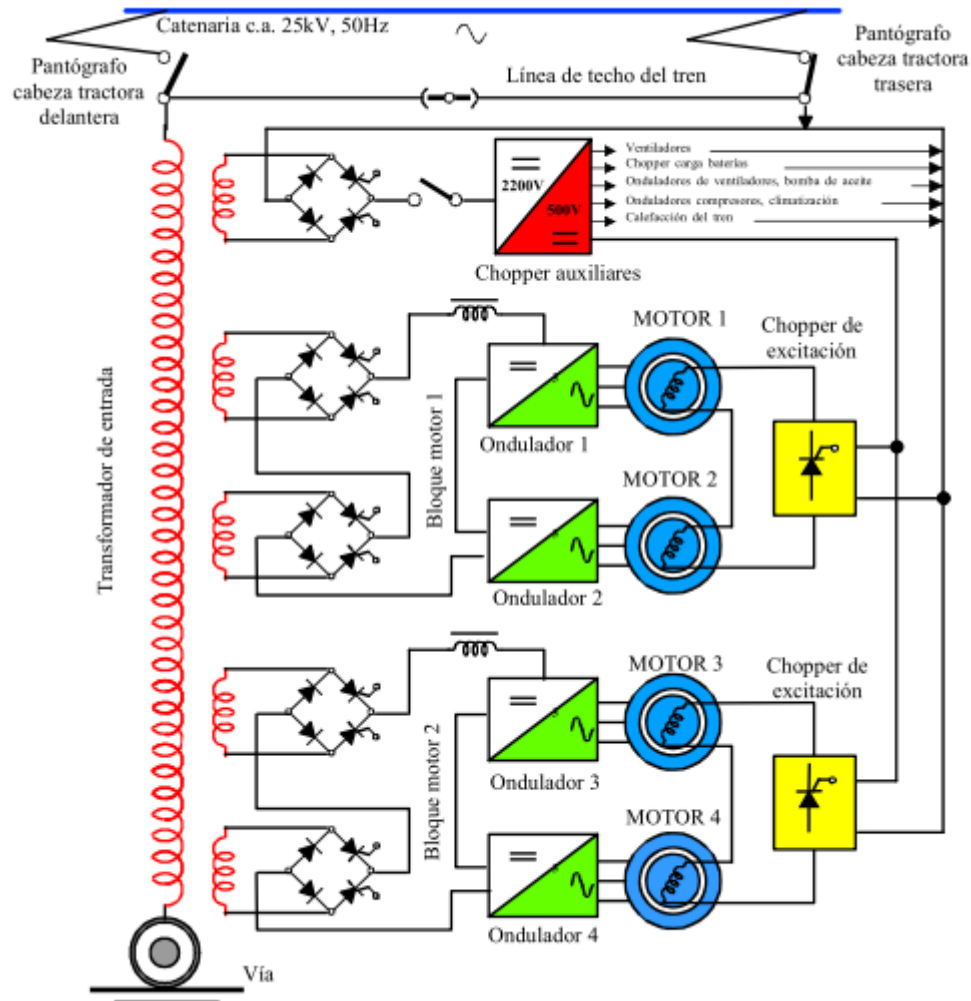 Catenaria c.a. 25kV, 50Hz
Pantógrafo
cabeza tractora
delantera
Línea de techo del tren
Pantógrafo
cabeza tractora
trasera
2200V
500V
Ventiladores
Chopper carga baterías
Onduladores de ventiladores, bomba de aceite
Onduladores compresores, climatización
Calefacción del tren
Chopper auxiliares
Transformador de entrada
Bloque motor 1
MOTOR 1
Chopper de
excitación
Ondulador 1
MOTOR 2
Ondulador 2
Bloque motor 2
MOTOR 3
Chopper de
excitación
Ondulador 3
MOTOR 4
Ondulador 4
Vía